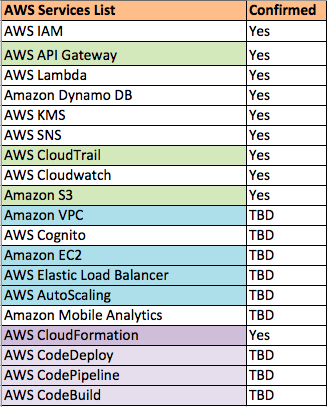 AWS Services List Confirmed
AWS IAM Yes
AWS API Gateway Yes
AWS Lambda Yes
Amazon Dynamo DB Yes
AWS KMS Yes
AWS SNS Yes
AWS CloudTrail Yes
AWS Cloudwatch Yes
Amazon S3 Yes
Amazon VPC TBD
AWS Cognito TBD
Amazon EC2 TBD
AWS Elastic Load Balancer TBD
AWS AutoScaling TBD
Amazon Mobile Analytics TBD
AWS CloudFormation Yes
AWS CodeDeploy TBD
AWS CodePipeline TBD
AWS CodeBuild TBD